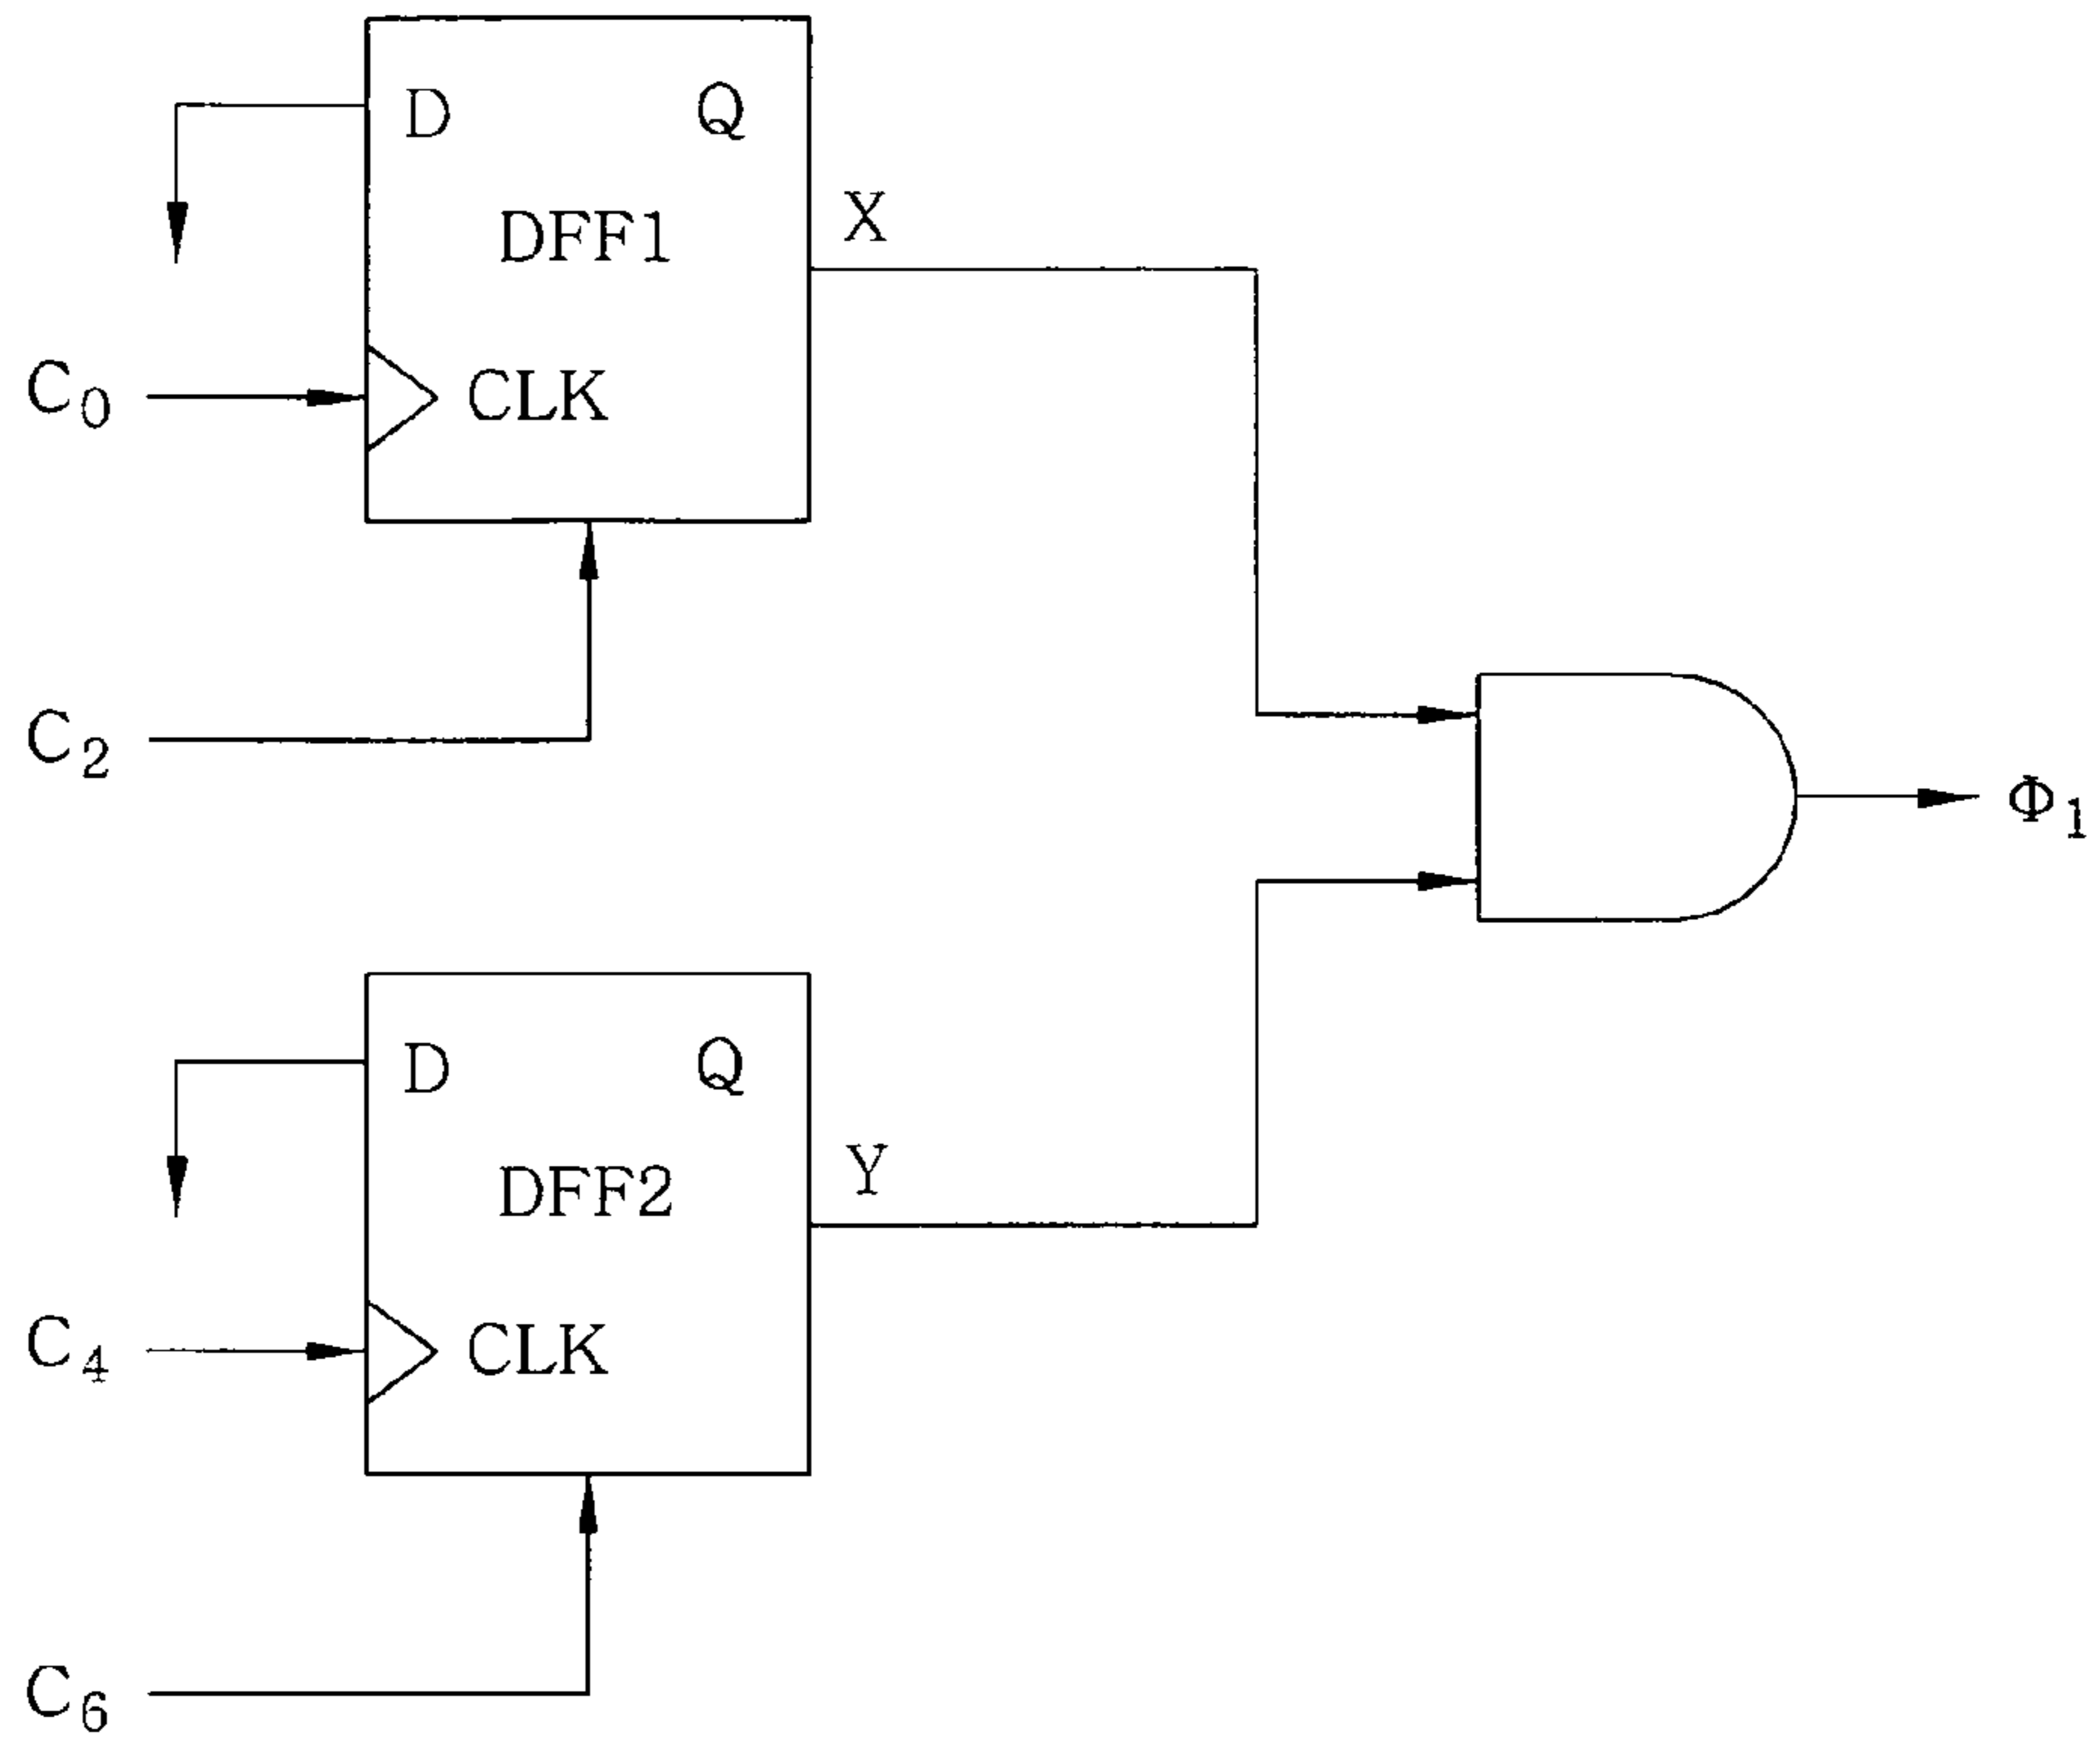 D Q
DFF1
X
C0 CLK
C2
Φ1
D Q
DFF2
Y
C4 CLK
C6